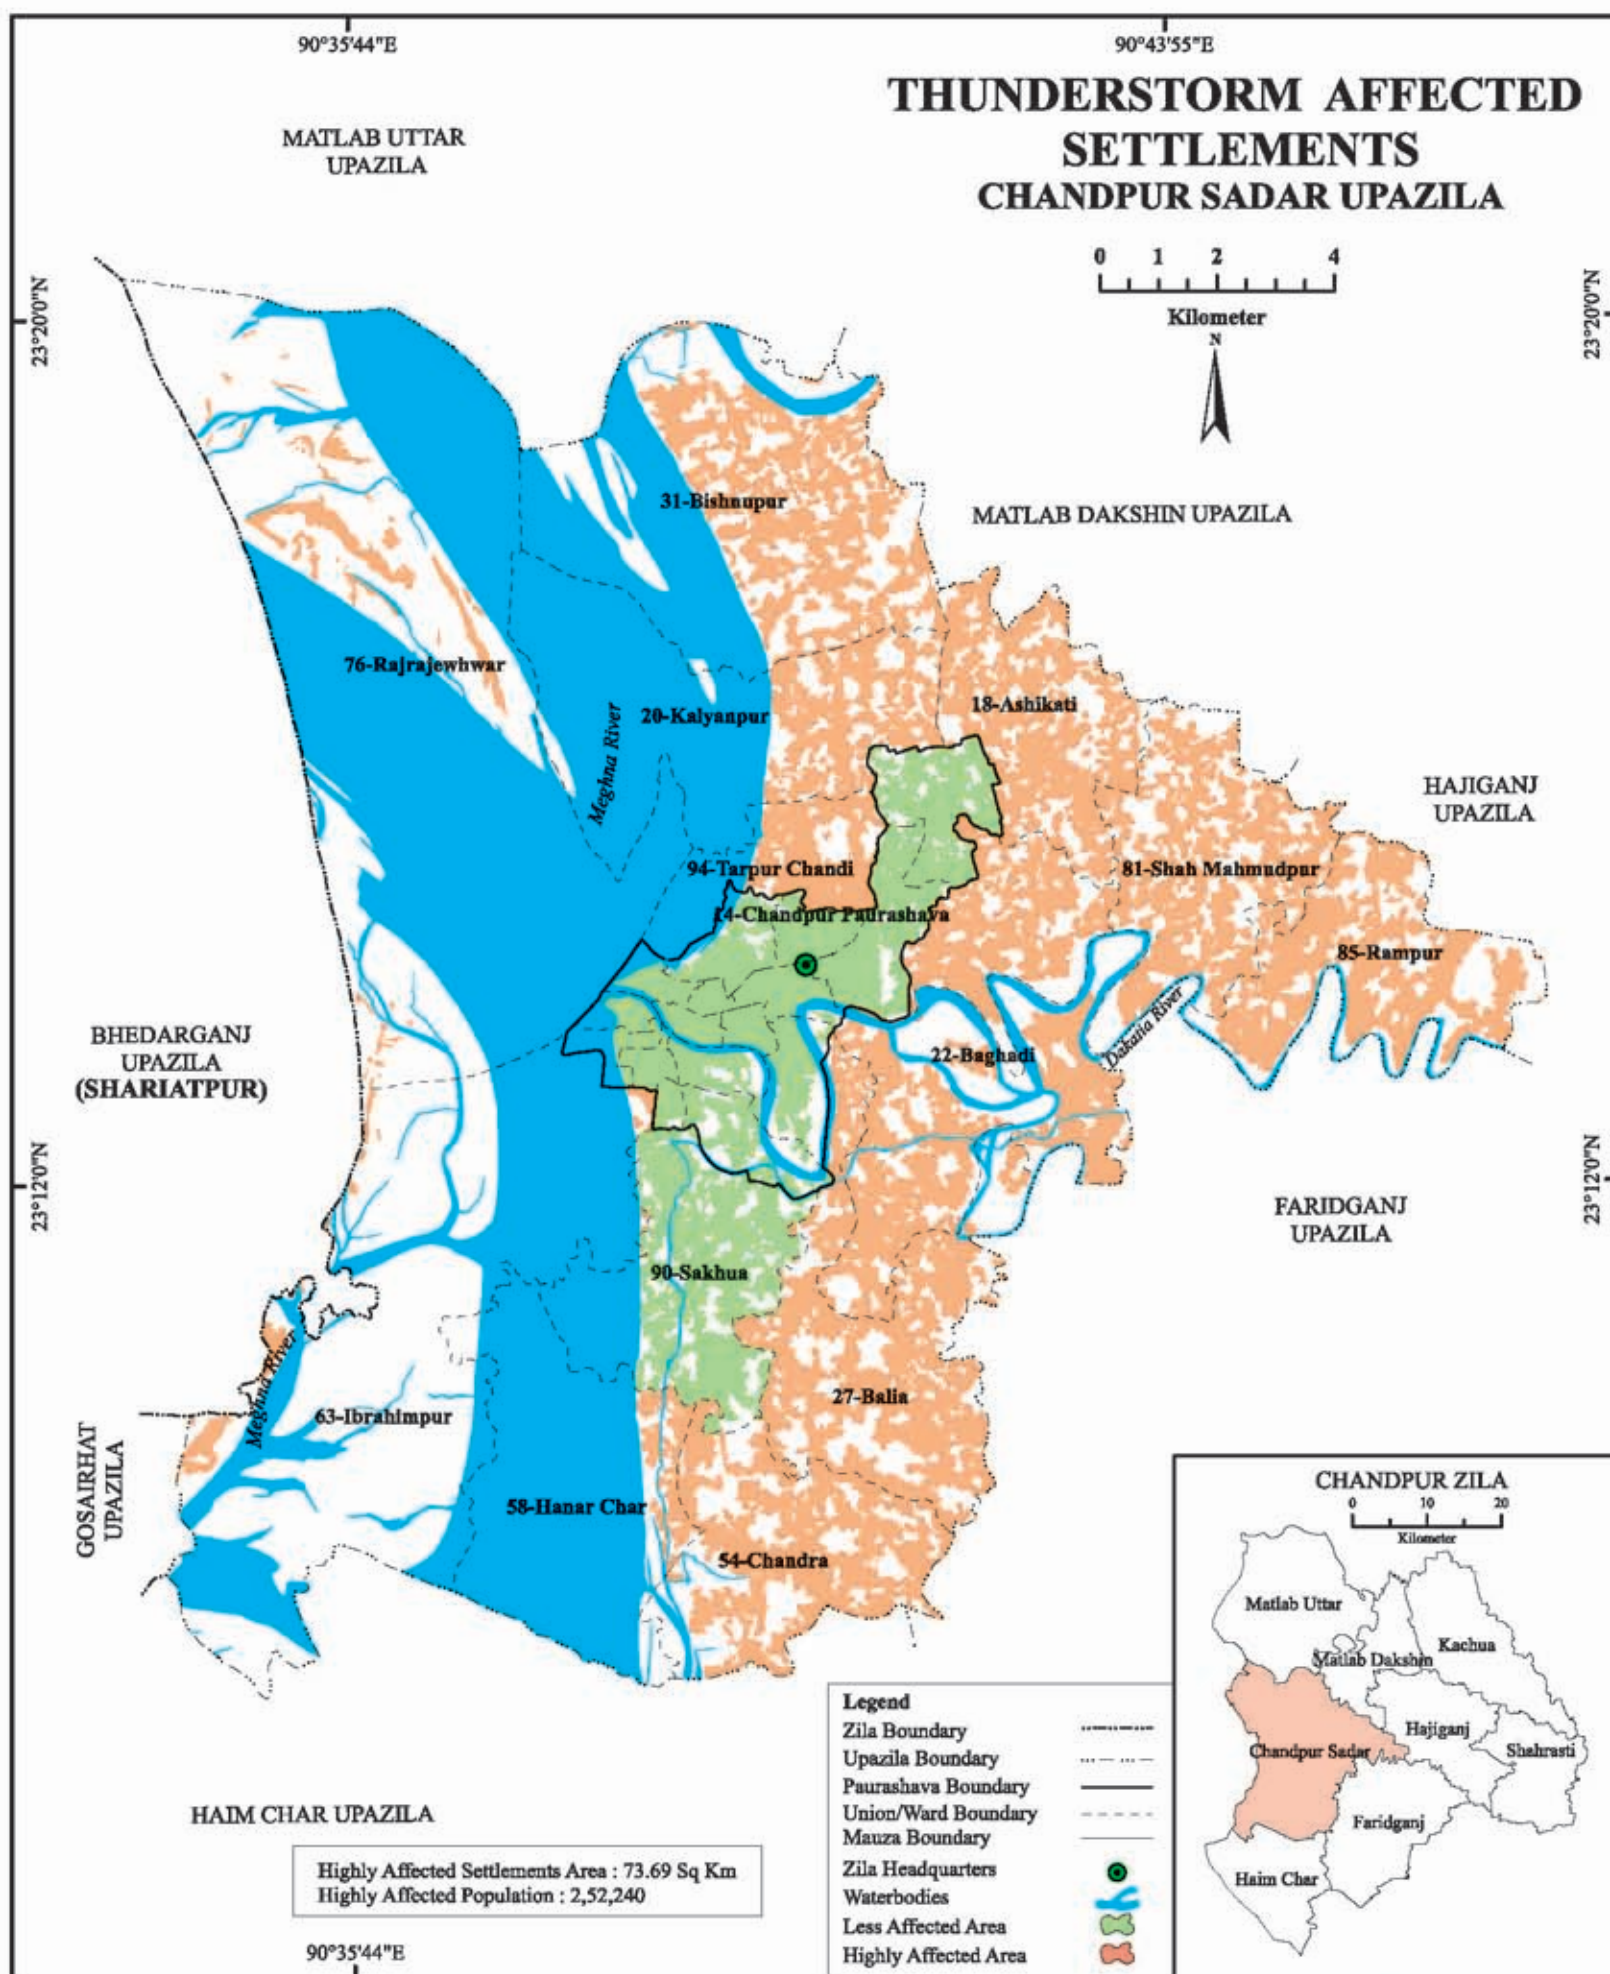 90°35'44"E
90°43'55"E
THUNDERSTORM AFFECTED
SETTLEMENTS
CHANDPUR SADAR UPAZILA
0 1 2 4
Kilometer
N
MATLAB UTTAR
UPAZILA
23°20'0"N
23°20'0"N
31-Bishnupur
MATLAB DAKSHIN UPAZILA
76-Rajrajewhwar
Meghna River
20-Kalyanpur
18-Ashikati
HAJIGANJ
UPAZILA
94-Tarpur Chandi
81-Shah Mahmudpur
14-Chandpur Paurashava
85-Rampur
BHEDARGANJ
UPAZILA
(SHARIATPUR)
22-Baghadi
Dakatia River
23°12'0"N
23°12'0"N
FARIDGANJ
UPAZILA
90-Sakhua
Meghna River
27-Balia
63-Ibrahimpur
GOSAIRHAT
UPAZILA
58-Hanar Char
54-Chandra
HAIM CHAR UPAZILA
Highly Affected Settlements Area : 73.69 Sq Km
Highly Affected Population : 2,52,240
90°35'44"E
Legend
Zila Boundary
Upazila Boundary
Paurashava Boundary
Union/Ward Boundary
Mauza Boundary
Zila Headquarters
Waterbodies
Less Affected Area
Highly Affected Area
CHANDPUR ZILA
0 10 20
Kilometer
Matlab Uttar
Kachua
Matlab Dakshin
Hajiganj
Chandpur Sadar
Shahrasti
Faridganj
Haim Char